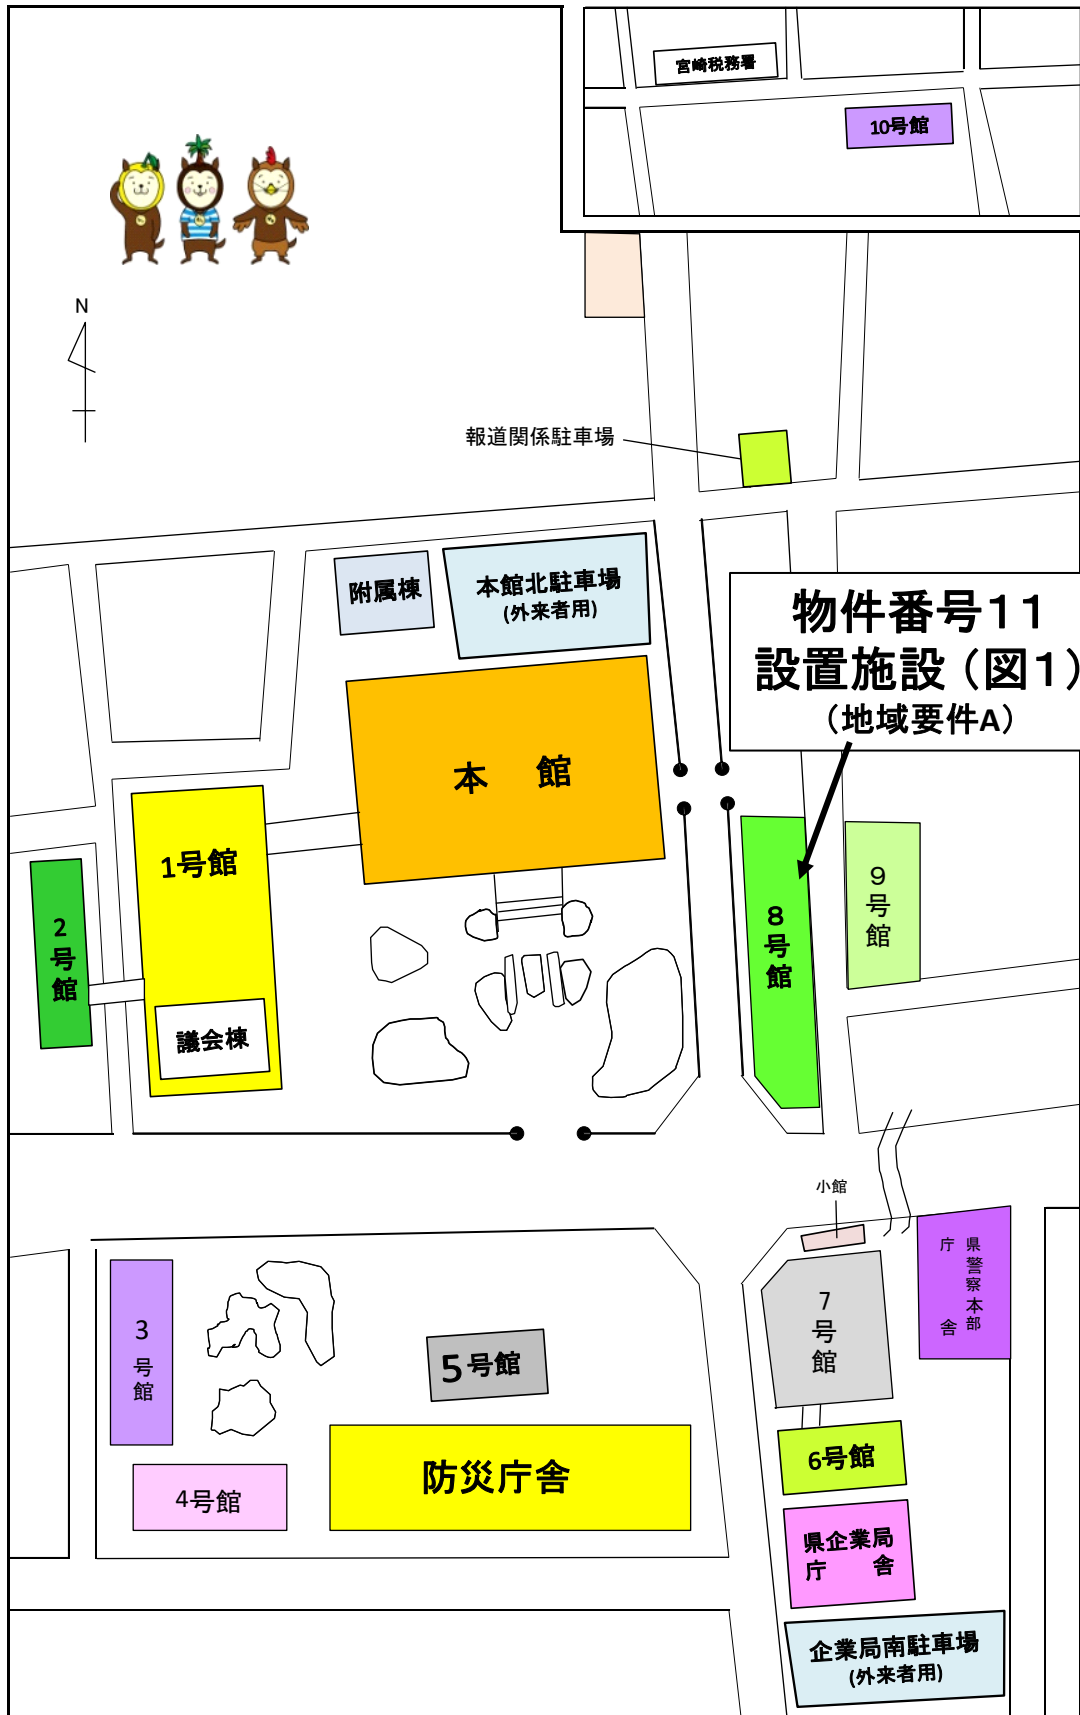 宮崎税務署
10号館
N
報道関係駐車場
附属棟
本館北駐車場
(外来者用)
物件番号11
設置施設（図1）
（地域要件A）
本　館
1号館
2号館
議会棟
8号館
9号館
小館
県警察本部
庁　舎
3号館
7号館
5号館
防災庁舎
4号館
6号館
県企業局
庁　舎
企業局南駐車場
(外来者用)